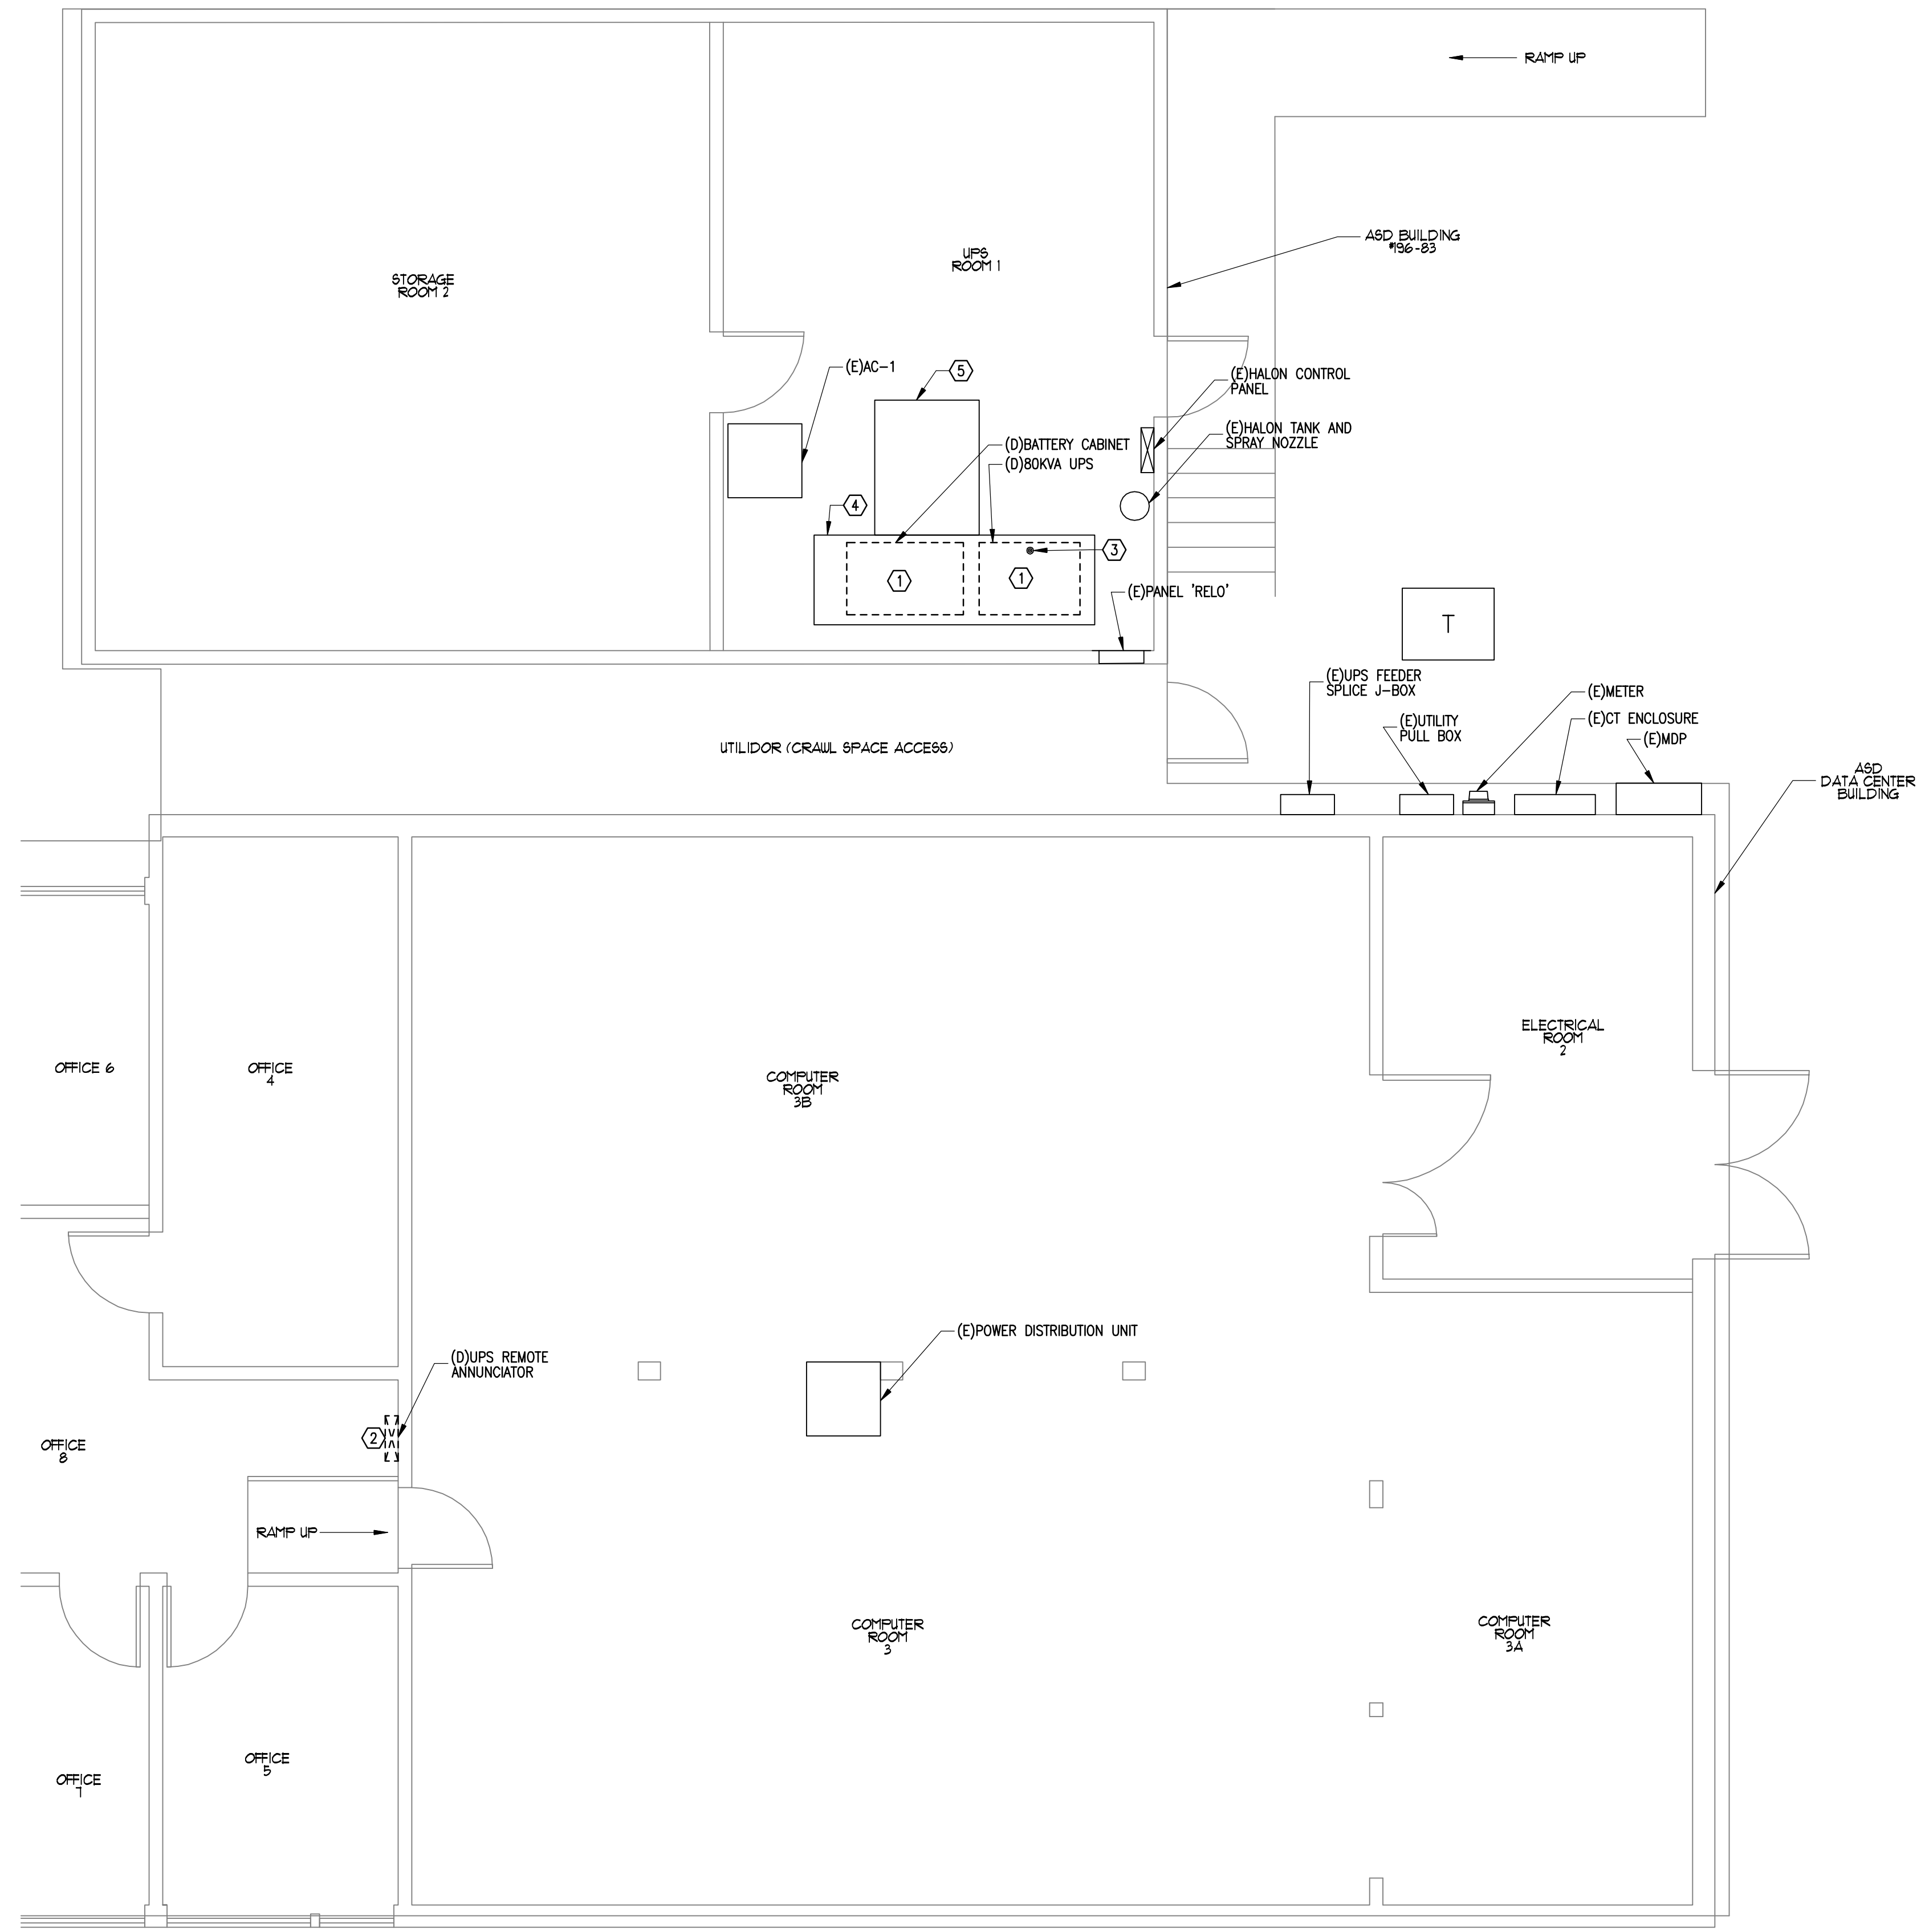 RAMP UP
ASD BUILDING
#196-83
UPS
ROOM 1
STORAGE
ROOM 2
(E)AC-1
5
(E)HALON CONTROL
PANEL
(E)HALON TANK AND
SPRAY NOZZLE
(D)BATTERY CABINET
(D)80KVA UPS
4
3
1
1
(E)PANEL 'RELO'
T
(E)UPS FEEDER
SPLICE J-BOX
(E)METER
(E)UTILITY
PULL BOX
(E)CT ENCLOSURE
(E)MDP
UTILIDOR (CRAWL SPACE ACCESS)
ASD
DATA CENTER
BUILDING
ELECTRICAL
ROOM
2
OFFICE 6
OFFICE
4
COMPUTER
ROOM
3B
(E)POWER DISTRIBUTION UNIT
(D)UPS REMOTE
ANNUNCIATOR
2
OFFICE
8
RAMP UP
COMPUTER
ROOM
3
COMPUTER
ROOM
3A
OFFICE
5
OFFICE
7